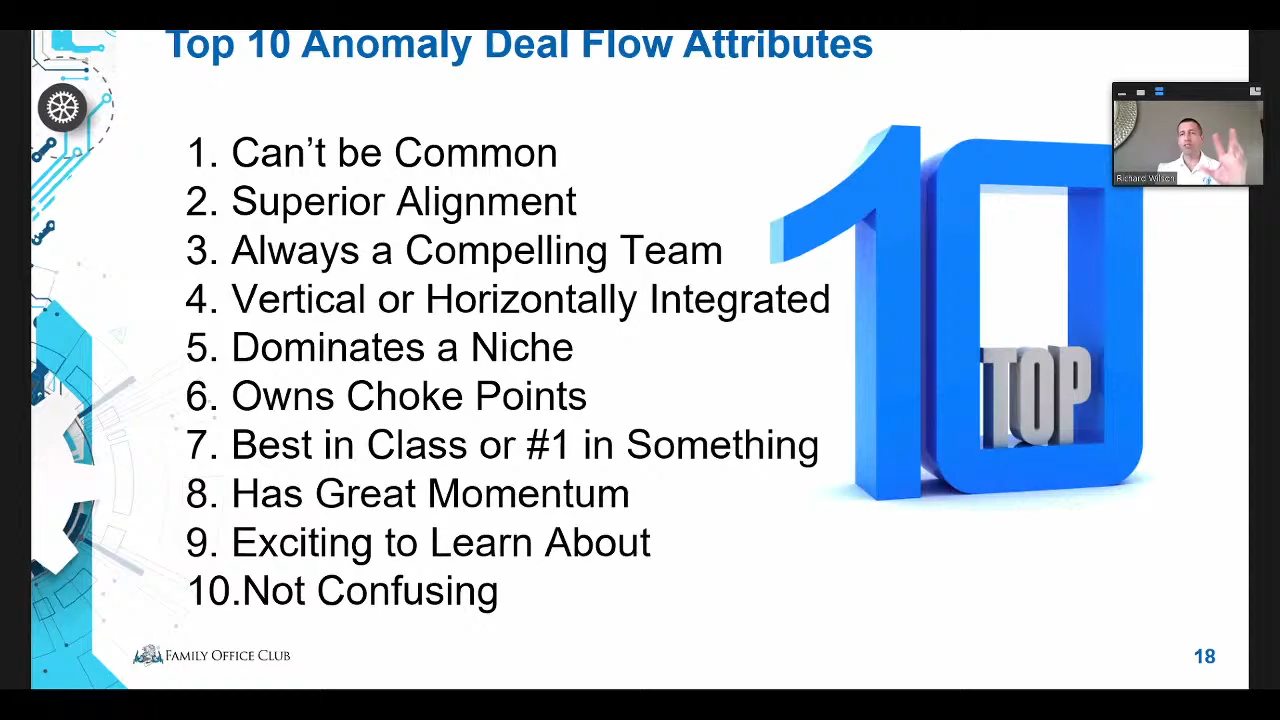 Top 10 Anomaly Deal Flow Attributes
1. Can't be Common
2. Superior Alignment
3. Always a Compelling Team
4. Vertical or Horizontally Integrated
5. Dominates a Niche
6. Owns Choke Points
7. Best in Class or #1 in Something
8. Has Great Momentum
9. Exciting to Learn About
10.Not Confusing
TOP
Richard Wilson
FAMILY OFFICE CLUB
18